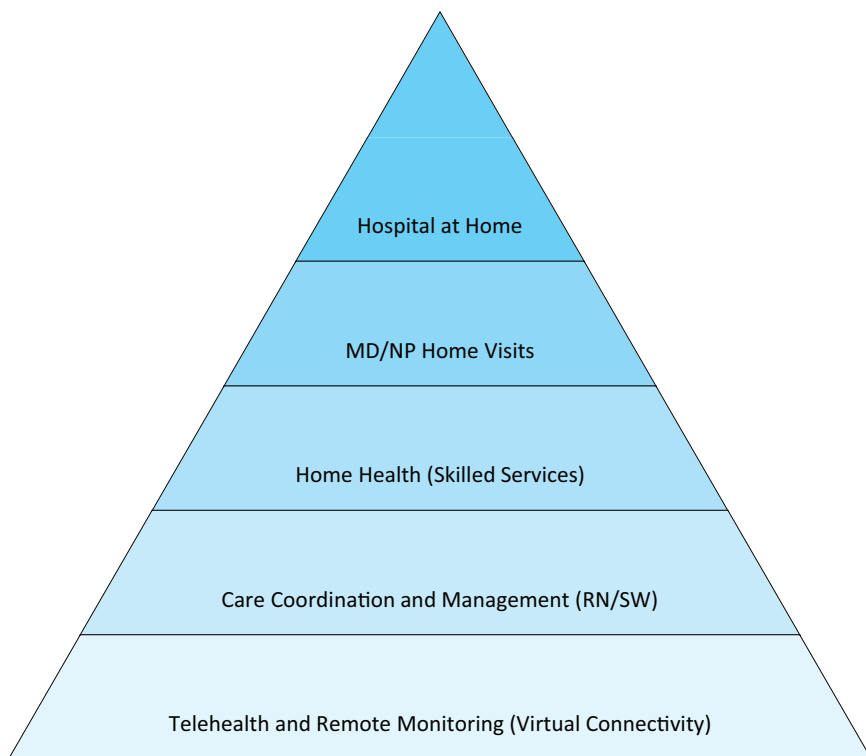 Hospital at Home
MD/NP Home Visits
Home Health (Skilled Services)
Care Coordination and Management (RN/SW)
Telehealth and Remote Monitoring (Virtual Connectivity)